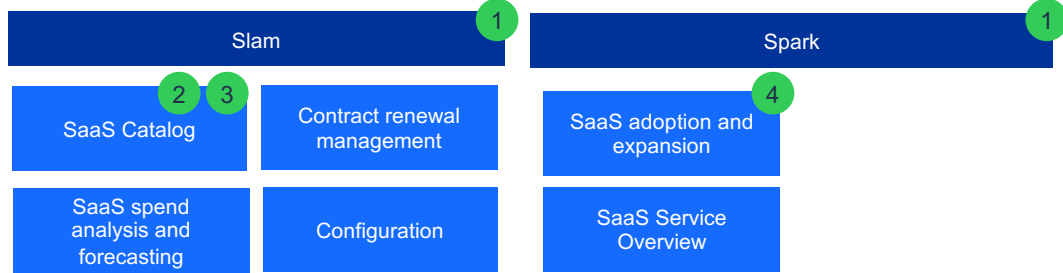 Slam
1
Spark
1
2
3
SaaS Catalog
Contract renewal
management
4
SaaS adoption and
expansion
SaaS spend
analysis and
forecasting
Configuration
SaaS Service
Overview